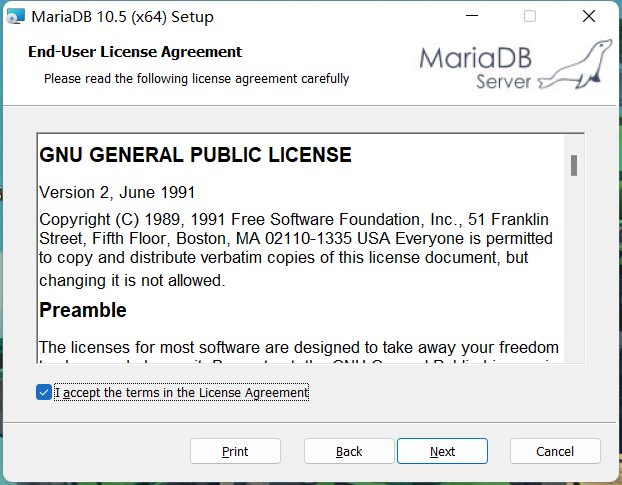 MariaDB 10.5 (x64) Setup
End-User License Agreement
Please read the following license agreement carefully
MariaDB
Server
GNU GENERAL PUBLIC LICENSE
Version 2, June 1991
Copyright (C) 1989, 1991 Free Software Foundation, Inc., 51 Franklin
Street, Fifth Floor, Boston, MA 02110-1335 USA Everyone is permitted
to copy and distribute verbatim copies of this license document, but
changing it is not allowed.
Preamble
The licenses for most software are designed to take away your freedom
I accept the terms in the License Agreement
Print
Back
Next
Cancel